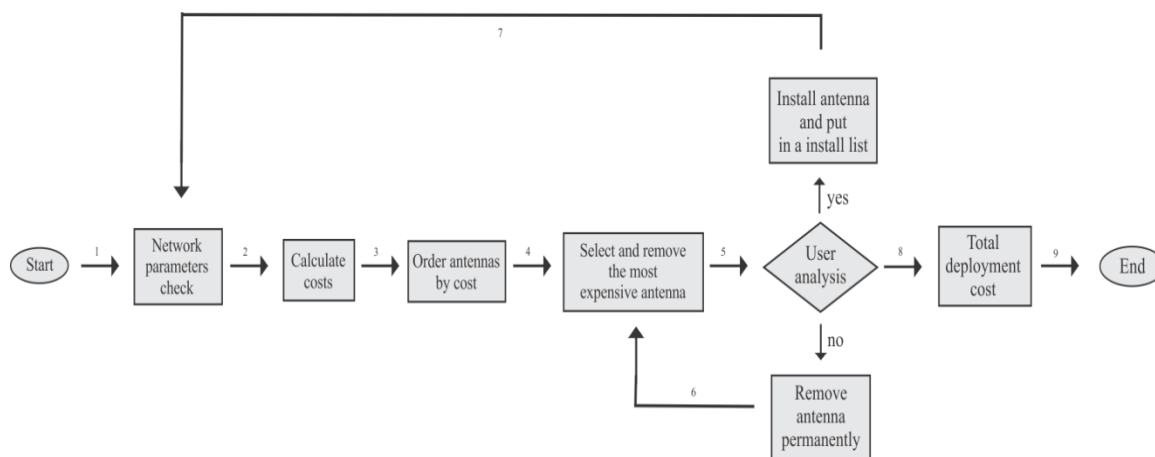 7
Install antenna
and put
in a install list
yes
Start
1
Network
parameters
check
2
Calculate
costs
3
Order antennas
by cost
4
Select and remove
the most
expensive antenna
5
User
analysis
8
Total
deployment
cost
9
End
no
6
Remove
antenna
permanently